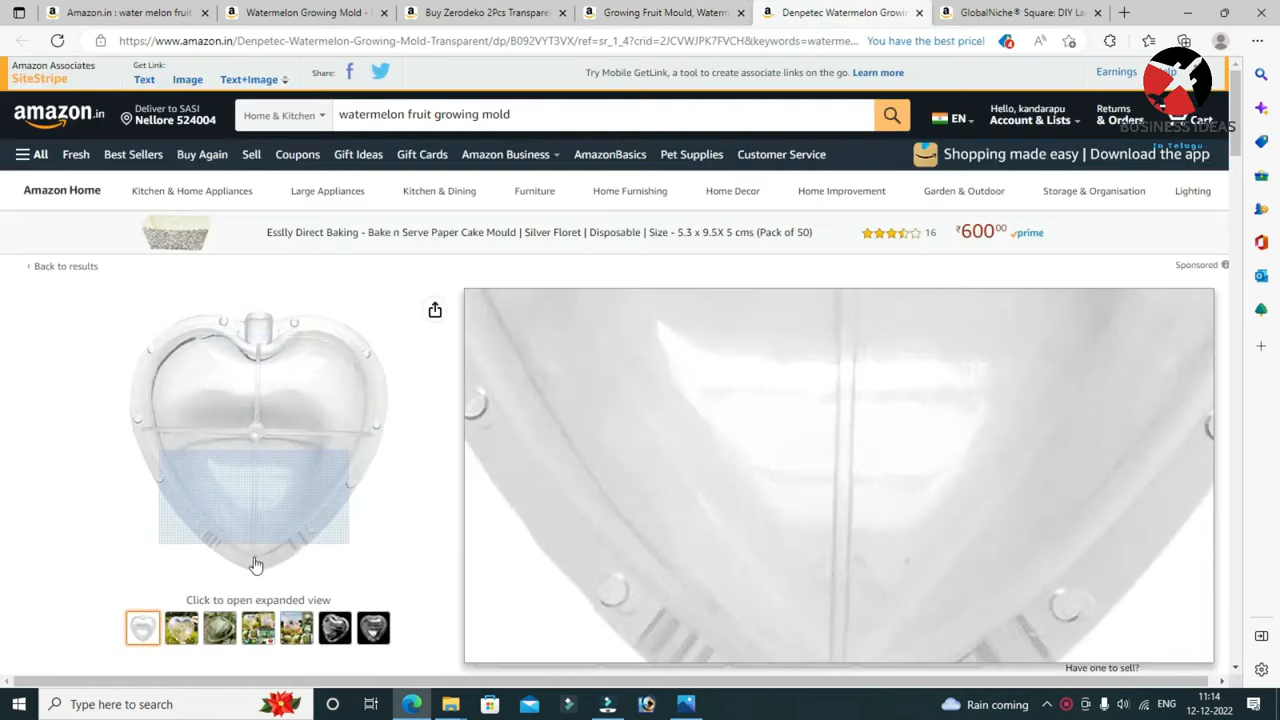 Amazon.in : water melon fruit
Watermelon Growing Mold -
Buy Zerodeko 2Pcs Transpare
Growing Fruit Mould, Waterm
Denpetec Watermelon Growin
GlobalNiche® Square: DIY La
https://www.amazon.in/Denpetec-Watermelon-Growing-Mold-Transparent/dp/B092VYT3VX/ref=sr_1_4?crid=2JCVWJPK7FVCH&keywords=waterme...
You have the best price!
Amazon Associates
SiteStripe
Get Link:
Text Image Text+Image
Share:
Try Mobile GetLink, a tool to create associate links on the go. Learn more
Earnings Help
amazon.in
Deliver to SASI
Nellore 524004
Home & Kitchen
watermelon fruit growing mold
EN
Hello, kandarapu
Account & Lists
Returns
& Orders
Cart
BUSINESS IDEAS
In Telugu
All Fresh Best Sellers Buy Again Sell Coupons Gift Ideas Gift Cards Amazon Business AmazonBasics Pet Supplies Customer Service
Shopping made easy | Download the app
Amazon Home Kitchen & Home Appliances Large Appliances Kitchen & Dining Furniture Home Furnishing Home Decor Home Improvement Garden & Outdoor Storage & Organisation Lighting
Esslly Direct Baking - Bake n Serve Paper Cake Mould | Silver Floret | Disposable | Size - 5.3 x 9.5X 5 cms (Pack of 50)
16
₹600.00 prime
‹ Back to results
Sponsored
Click to open expanded view
Have one to sell?
Type here to search
Rain coming
ENG
11:14
12-12-2022